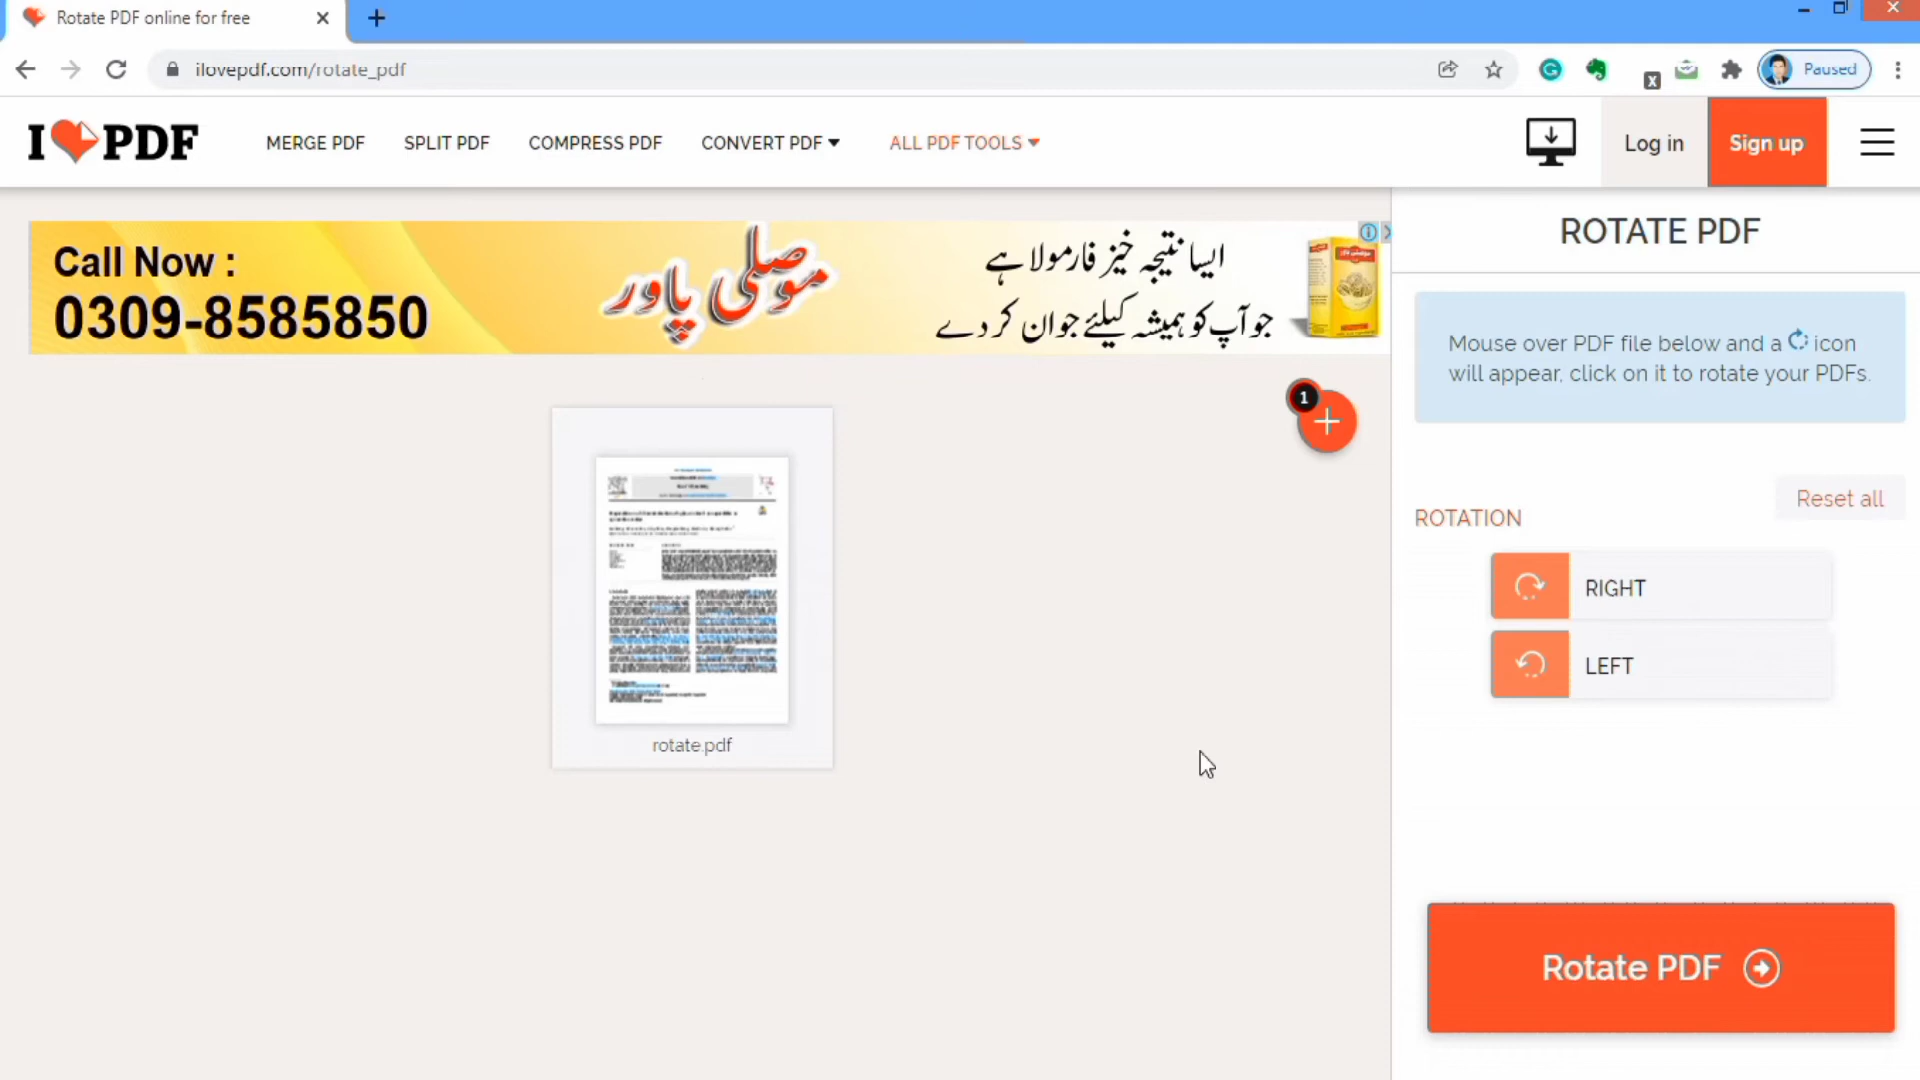 Rotate PDF online for free
ilovepdf.com/rotate_pdf
Paused
I PDF
MERGE PDF
SPLIT PDF
COMPRESS PDF
CONVERT PDF
ALL PDF TOOLS
Log in
Sign up
Call Now :
0309-8585850
موصلی پاور
ایسا نتیجہ خیز فارمولا ہے
جو آپ کو ہمیشہ کیلئے جوان کر دے
1
rotate.pdf
ROTATE PDF
Mouse over PDF file below and a icon
will appear, click on it to rotate your PDFs.
Reset all
ROTATION
RIGHT
LEFT
Rotate PDF